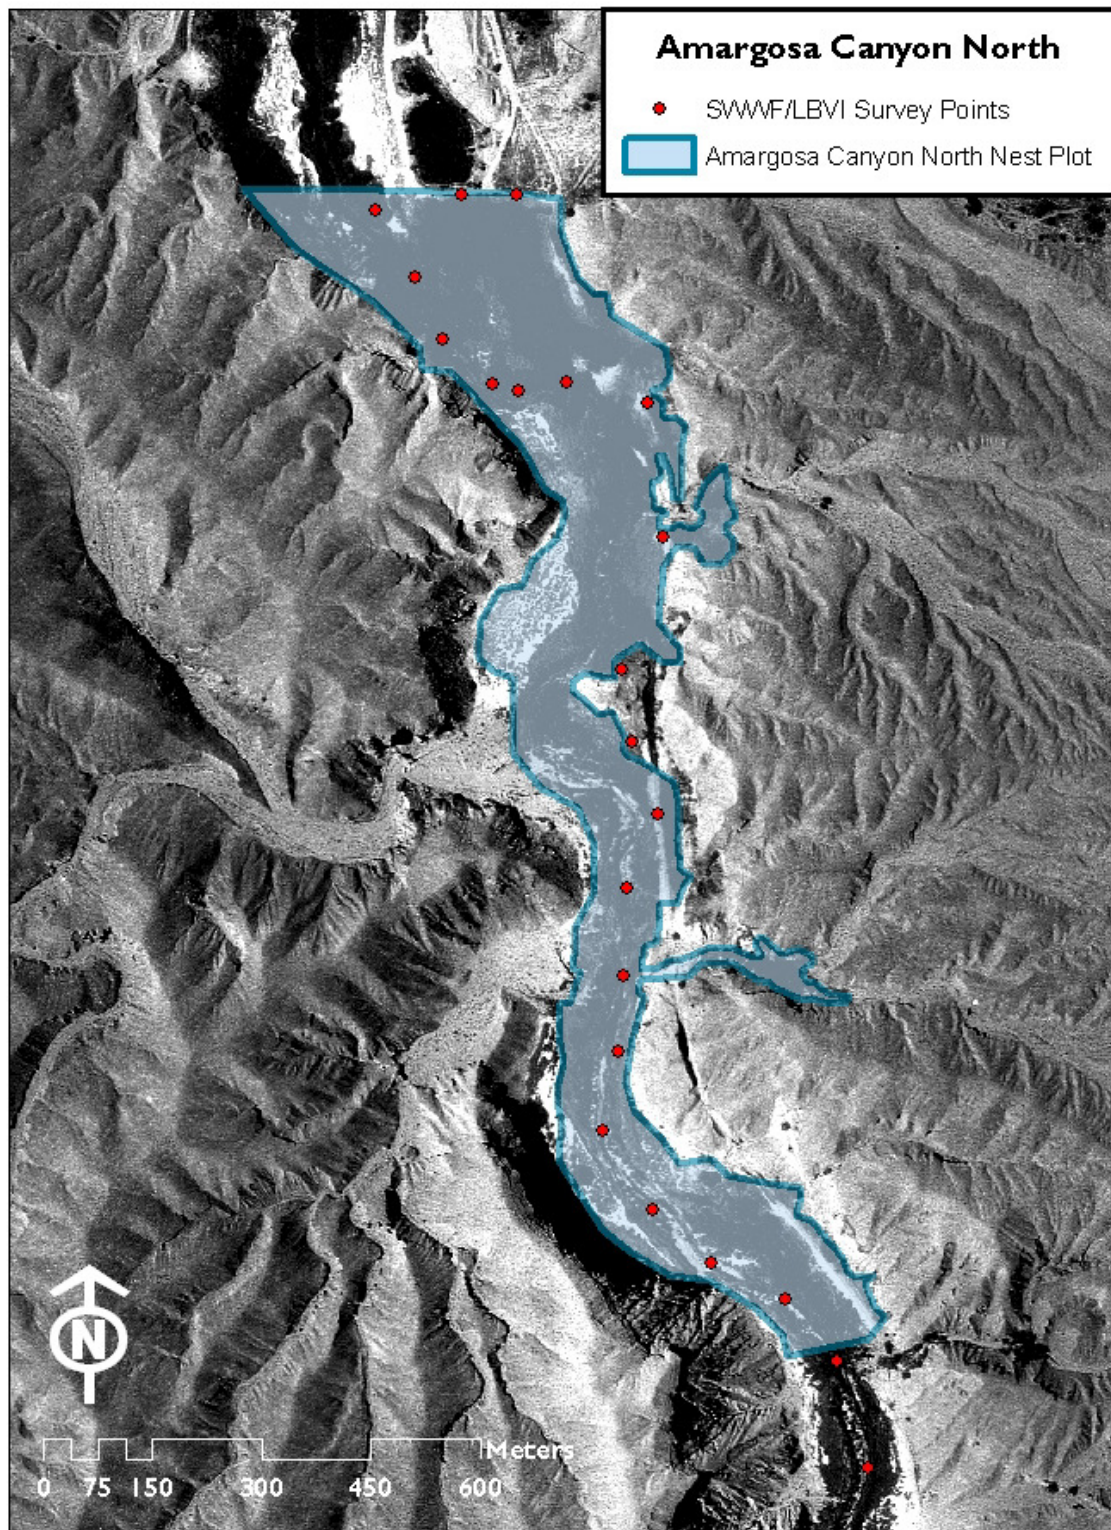 Amargosa Canyon North
SWWF/LBVI Survey Points
Amargosa Canyon North Nest Plot
N
Meters
0 75 150 300 450 600